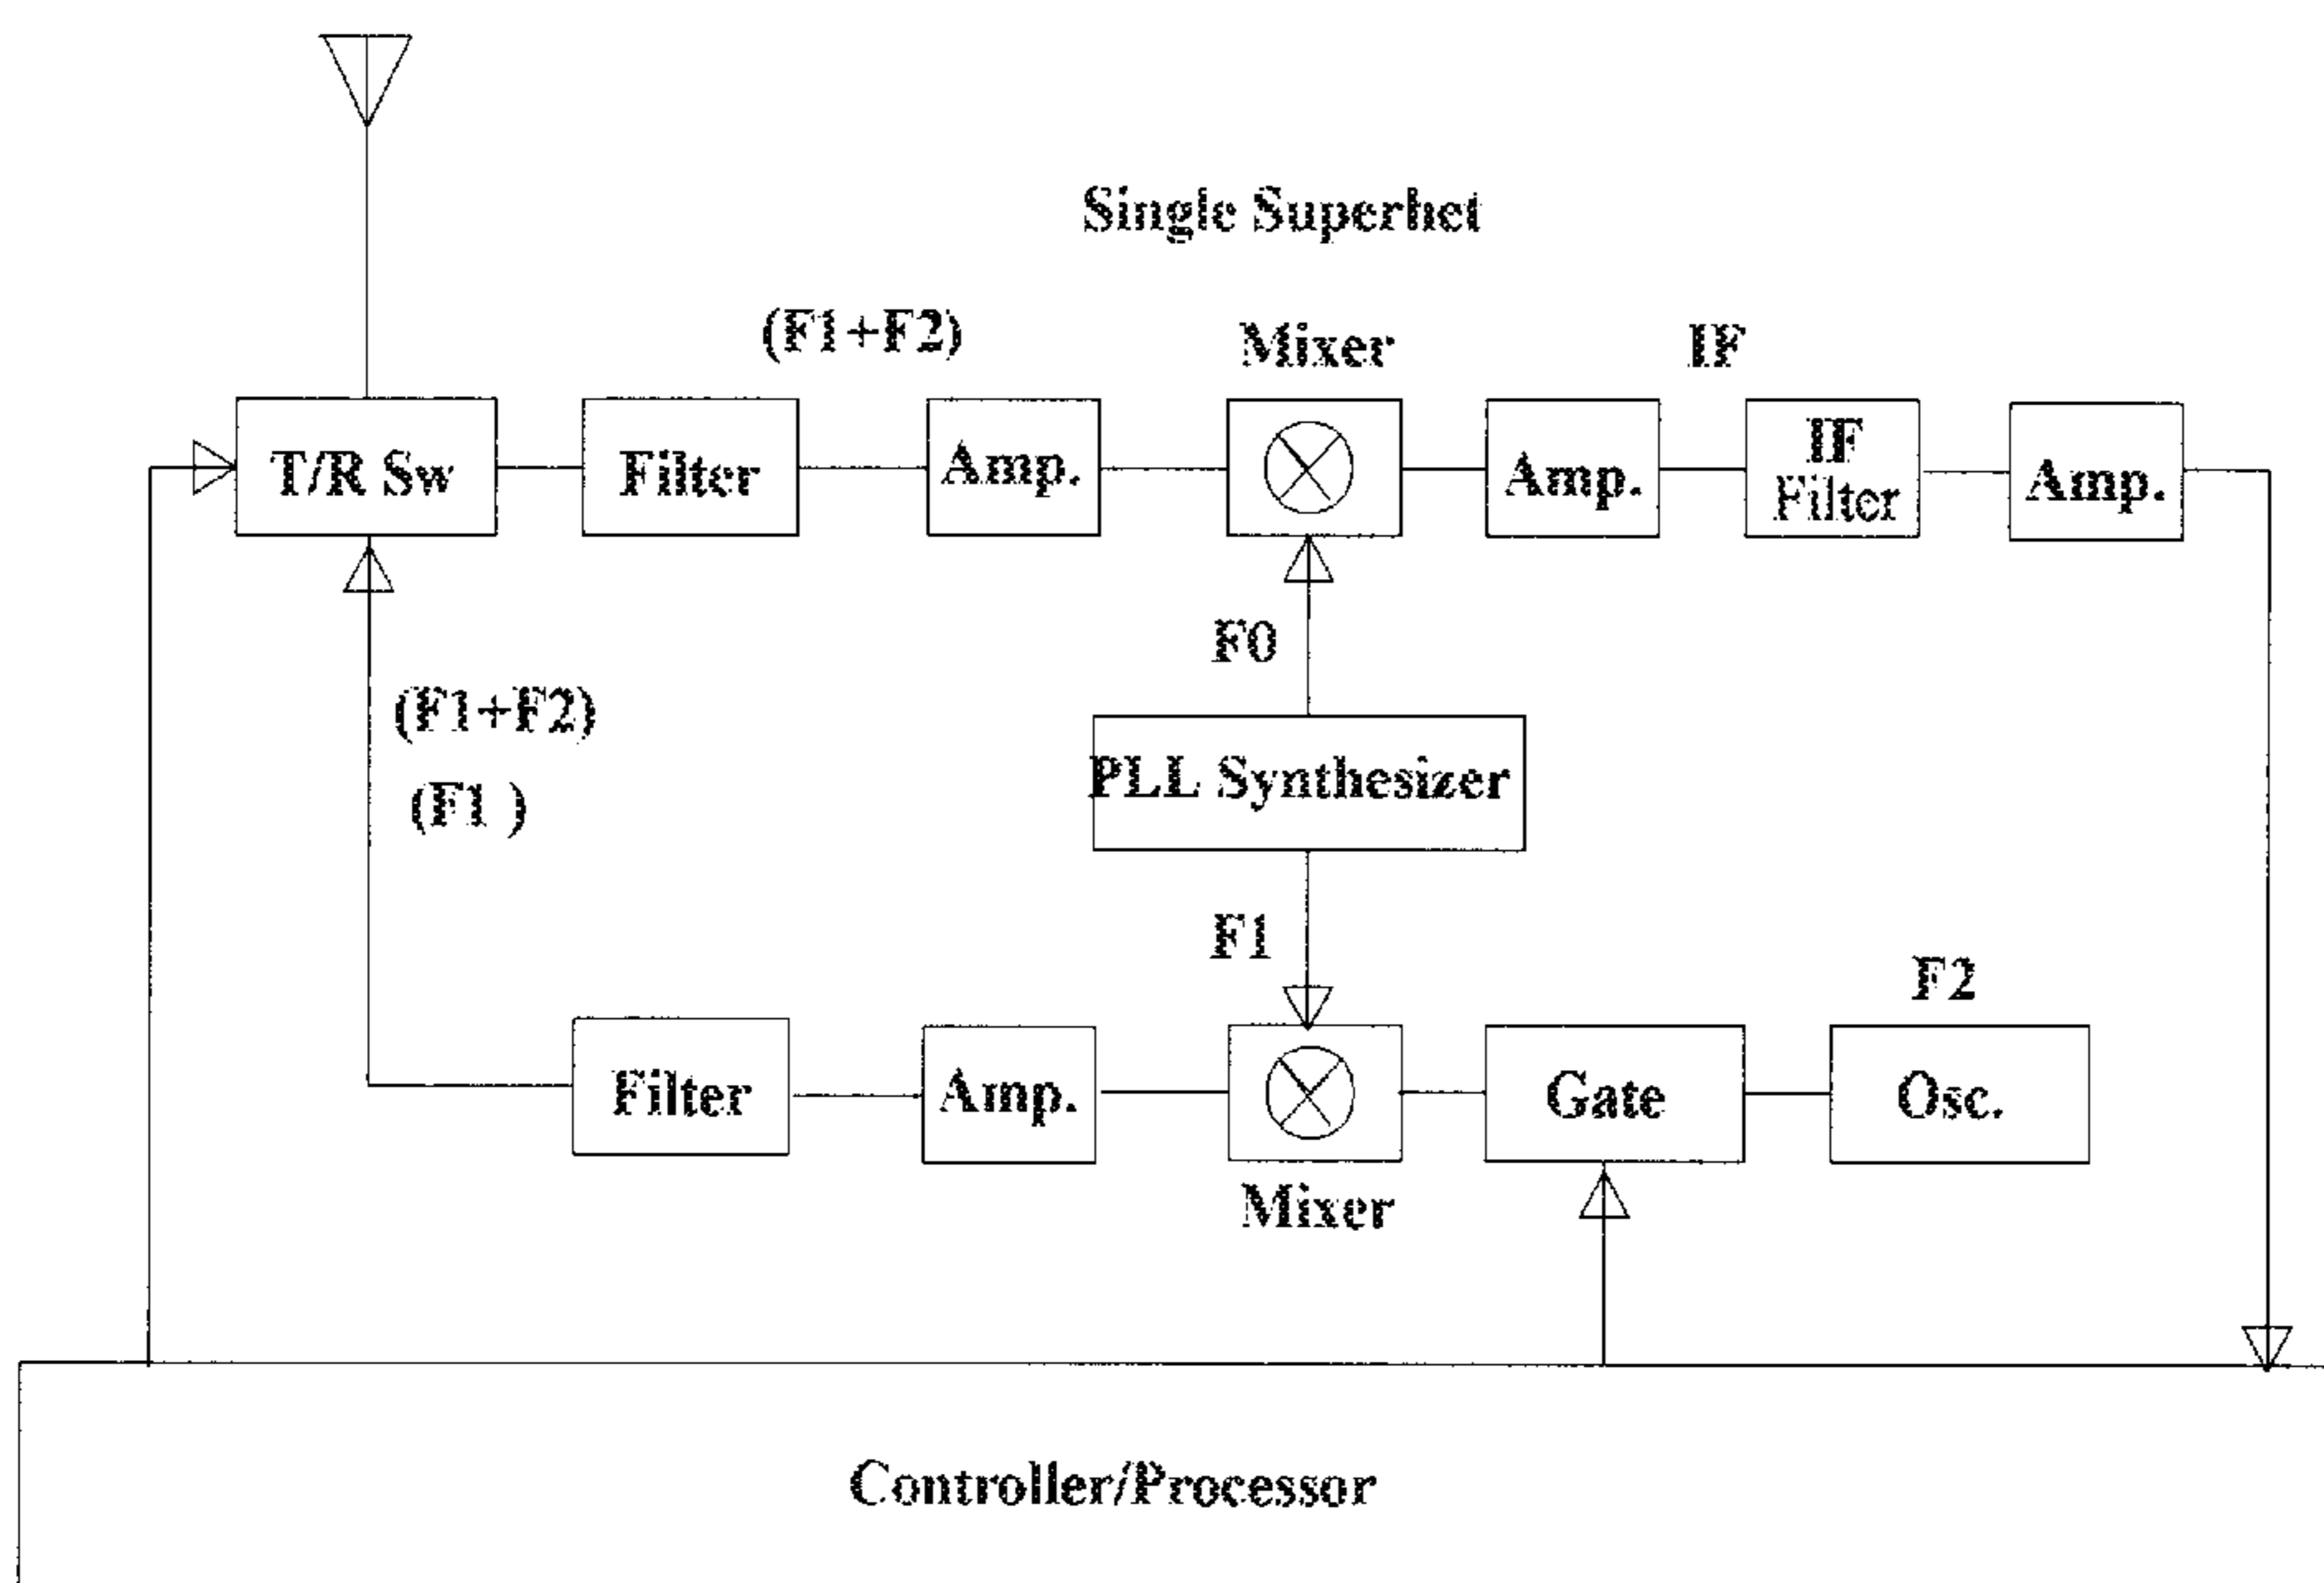 Single Superhet
(F1+F2)
Mixer
IF
T/R Sw
Filter
Amp.
Amp.
IF
Filter
Amp.
F0
(F1+F2)
(F1 )
PLL Synthesizer
F1
F2
Filter
Amp.
Gate
Osc.
Mixer
Controller/Processor